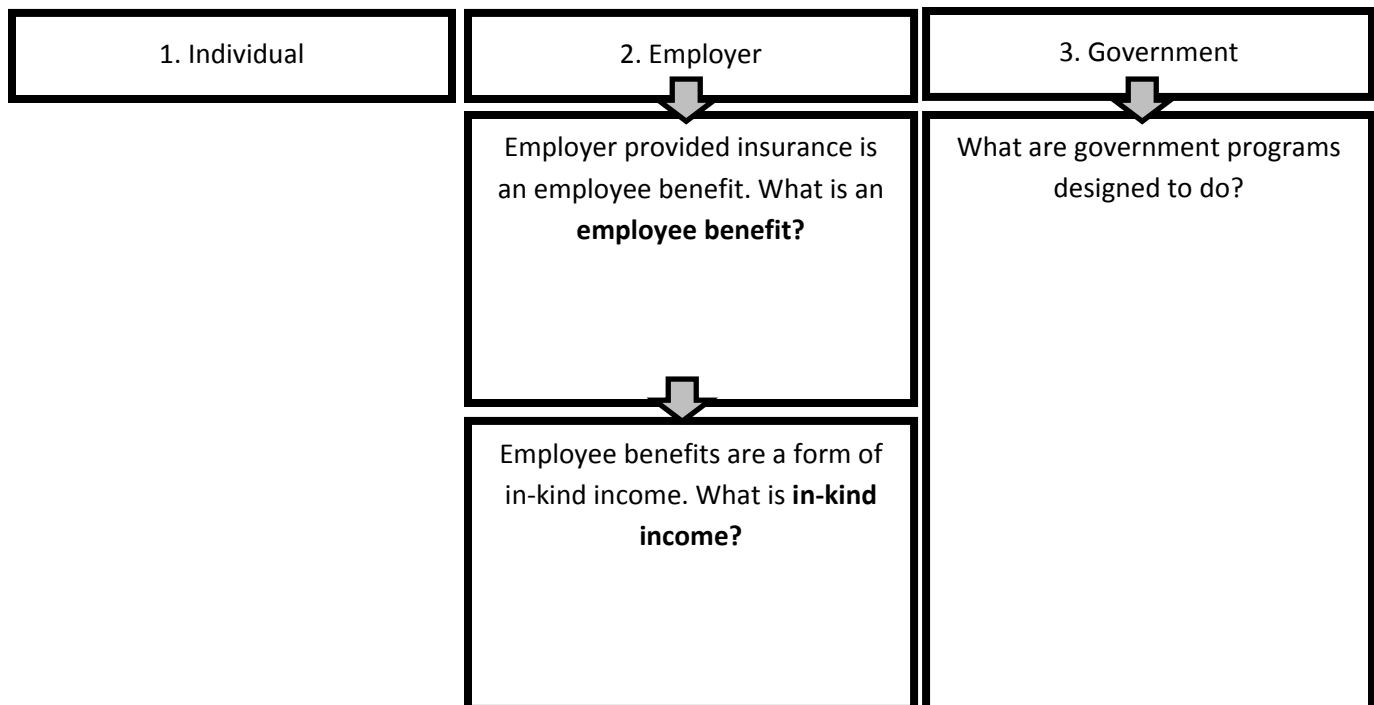 1. Individual
2. Employer
3. Government
Employer provided insurance is
an employee benefit. What is an
employee benefit?
What are government programs
designed to do?
Employee benefits are a form of
in-kind income. What is in-kind
income?